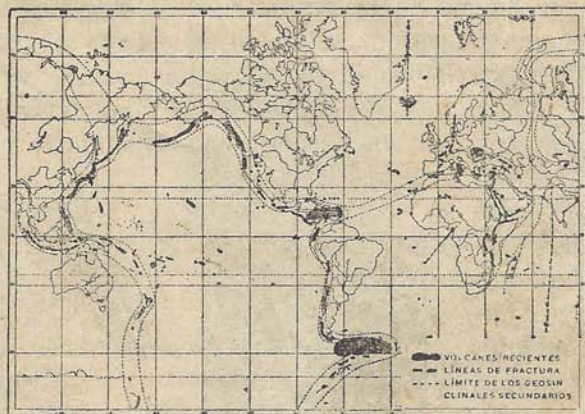 VOLCANES RECIENTES
LÍNEAS DE FRACTURA
LÍMITE DE LOS GEOSIN
CLINALES SECUNDARIOS